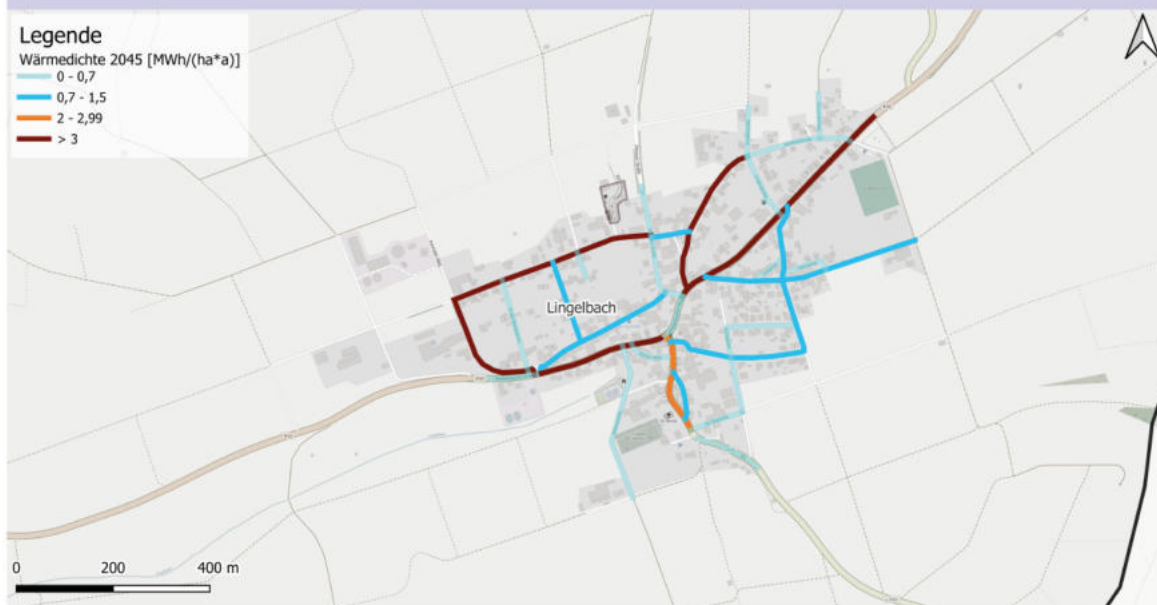 Legende
Wärmedichte 2045 [MWh/(ha*a)]
0 - 0,7
0,7 - 1,5
2 - 2,99
> 3
Lingelbach
0 200 400 m